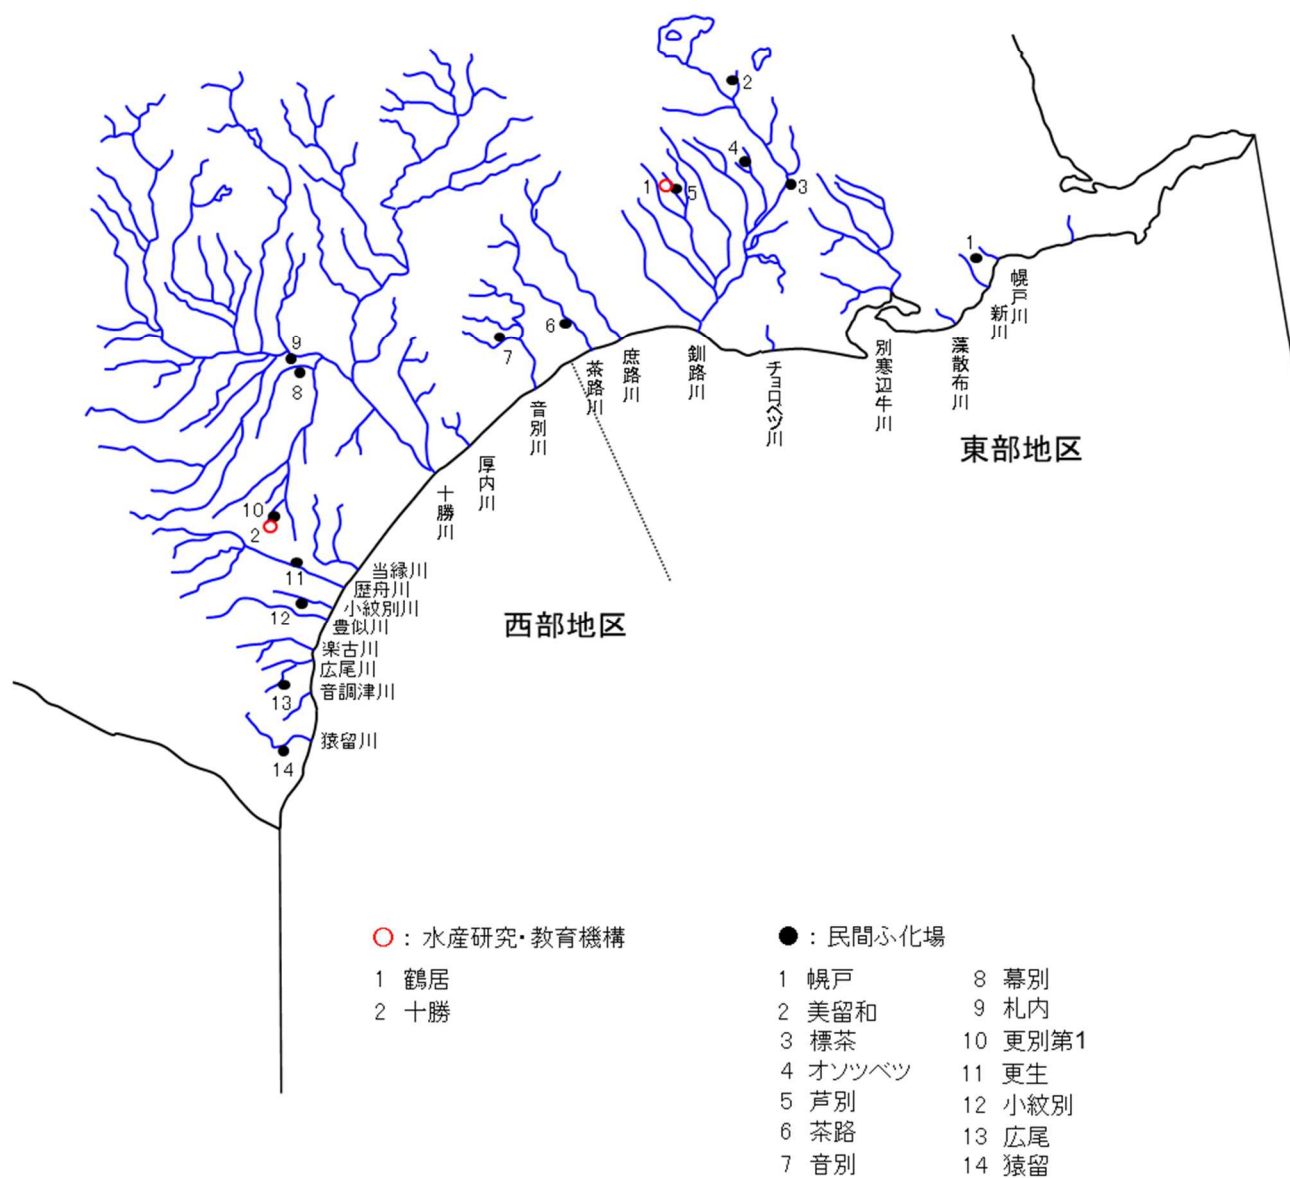 2
4
1
5
3
1
幌戸川
新川
藻散布川
別寒辺牛川
チョロベツ川
釧路川
庶路川
茶路川
音別川
厚内川
十勝川
6
7
9
8
東部地区
10
2
11
12
当縁川
歴舟川
小紋別川
豊似川
楽古川
広尾川
音調津川
猿留川
13
14
西部地区
○ : 水産研究・教育機構
1 鶴居
2 十勝
● : 民間ふ化場
1 幌戸
2 美留和
3 標茶
4 オソツベツ
5 芦別
6 茶路
7 音別
8 幕別
9 札内
10 更別第1
11 更生
12 小紋別
13 広尾
14 猿留